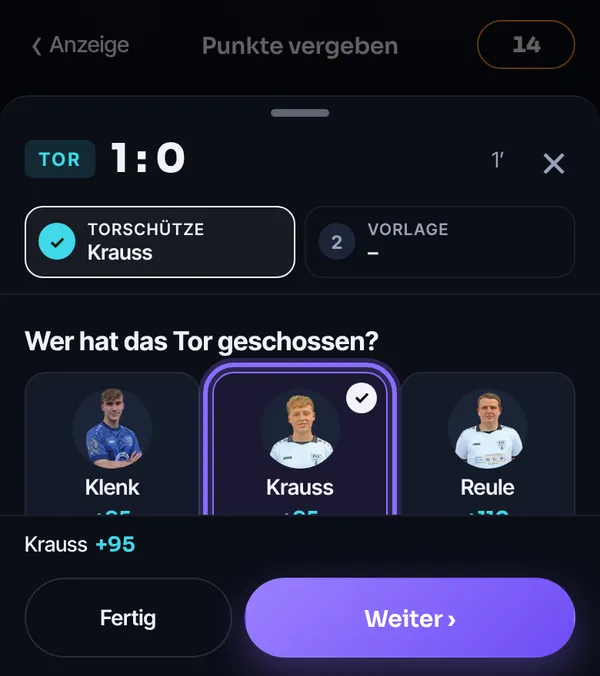 ‹ Anzeige
Punkte vergeben
14
TOR
1:0
1′
TORSCHÜTZE
Krauss
2
VORLAGE
–
Wer hat das Tor geschossen?
Klenk
Krauss
Reule
Krauss +95
Fertig
Weiter ›